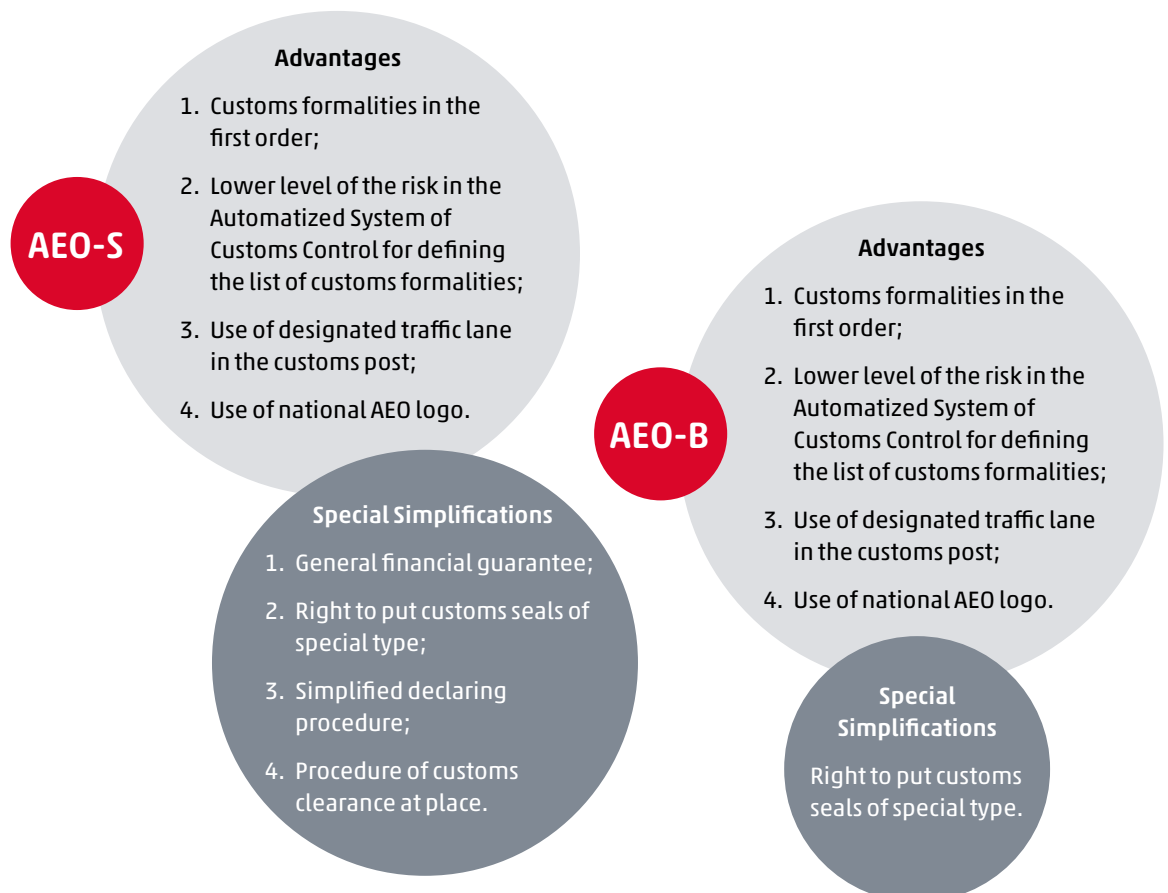 AEO-S
Advantages
1. Customs formalities in the
first order;
2. Lower level of the risk in the
Automatized System of
Customs Control for defining
the list of customs formalities;
3. Use of designated traffic lane
in the customs post;
4. Use of national AEO logo.
Special Simplifications
1. General financial guarantee;
2. Right to put customs seals of
special type;
3. Simplified declaring
procedure;
4. Procedure of customs
clearance at place.
AEO-B
Advantages
1. Customs formalities in the
first order;
2. Lower level of the risk in the
Automatized System of
Customs Control for defining
the list of customs formalities;
3. Use of designated traffic lane
in the customs post;
4. Use of national AEO logo.
Special
Simplifications
Right to put customs
seals of special type.